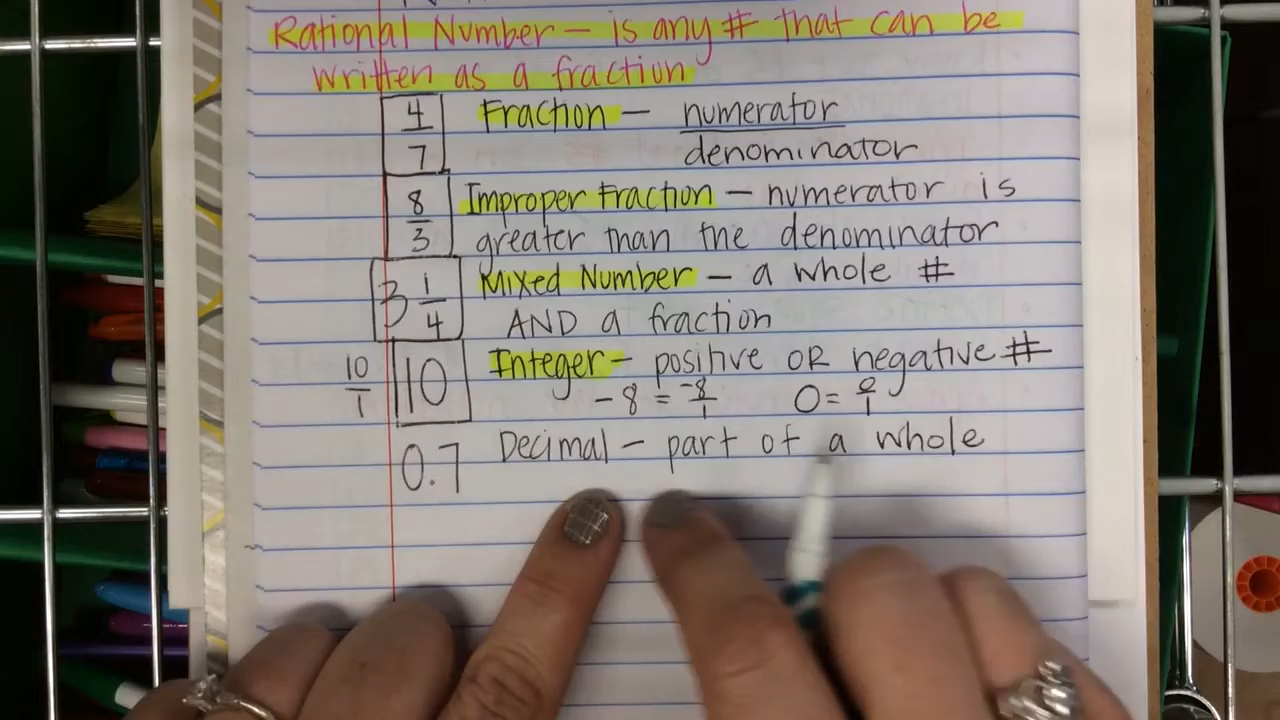 Rational Number - is any # that can be
written as a fraction
4/7 Fraction - numerator
denominator
8/3 Improper Fraction - numerator is
greater than the denominator
3 1/4 Mixed Number - a whole #
AND a fraction
10/1 10 Integer - positive OR negative #
-8 = -8/1 0 = 0/1
0.7 Decimal - part of a whole